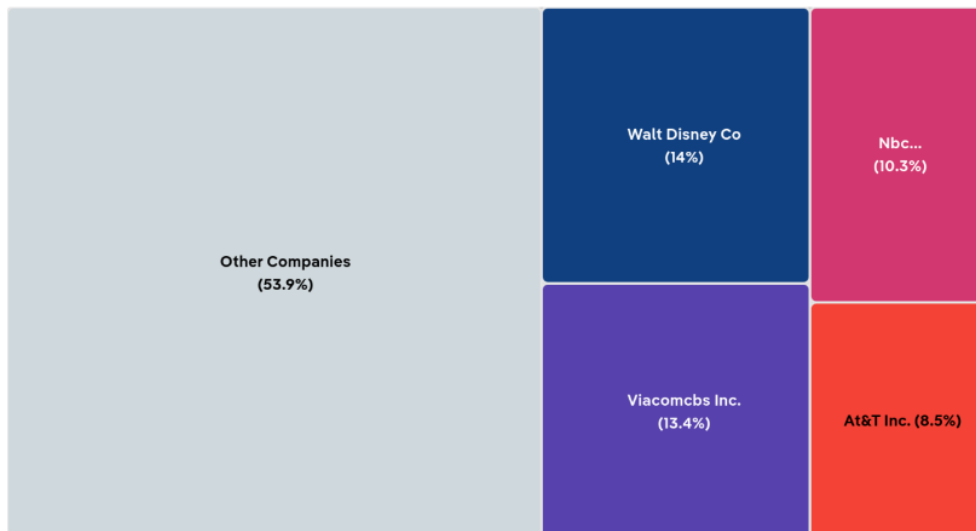 Other Companies
(53.9%)
Walt Disney Co
(14%)
Viacomcbs Inc.
(13.4%)
Nbc...
(10.3%)
At&T Inc. (8.5%)